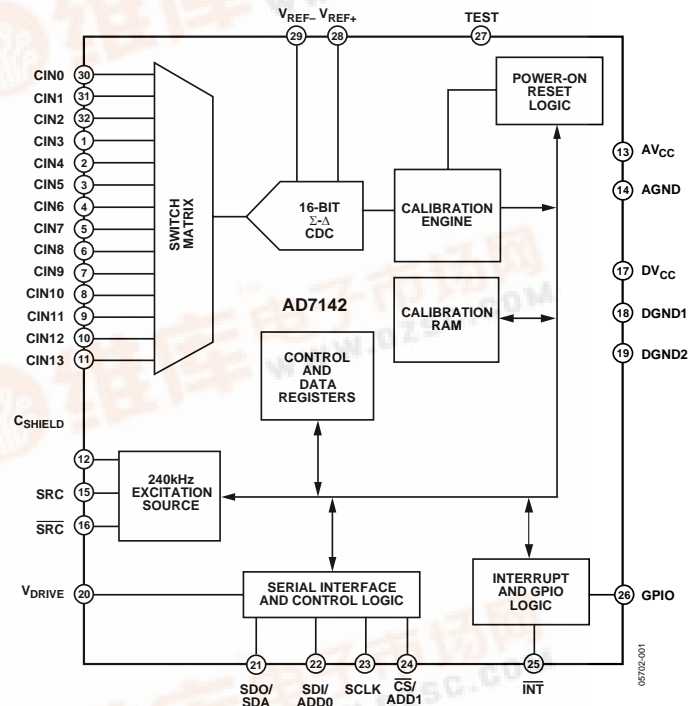 VREF– VREF+ TEST
29 28 27
CIN0 30
CIN1 31
CIN2 32
CIN3 1
CIN4 2
CIN5 3
CIN6 4
CIN7 5
CIN8 6
CIN9 7
CIN10 8
CIN11 9
CIN12 10
CIN13 11
SWITCH
MATRIX
16-BIT
Σ-Δ
CDC
CALIBRATION
ENGINE
POWER-ON
RESET
LOGIC
13 AVCC
14 AGND
17 DVCC
18 DGND1
19 DGND2
AD7142
CALIBRATION
RAM
CONTROL
AND
DATA
REGISTERS
CSHIELD
12
SRC 15
S̅R̅C̅ 16
240kHz
EXCITATION
SOURCE
VDRIVE 20
SERIAL INTERFACE
AND CONTROL LOGIC
INTERRUPT
AND GPIO
LOGIC
26 GPIO
21 22 23 24 25
SDO/
SDA
SDI/
ADD0
SCLK
C̅S̅/
ADD1
I̅N̅T̅
05702-001